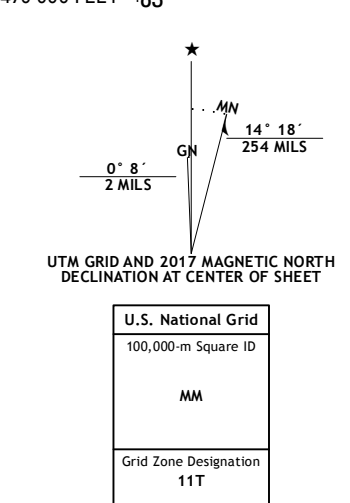 ★
MN
GN
14° 18´
254 MILS
0° 8´
2 MILS
UTM GRID AND 2017 MAGNETIC NORTH
DECLINATION AT CENTER OF SHEET
U.S. National Grid
100,000-m Square ID
MM
Grid Zone Designation
11T